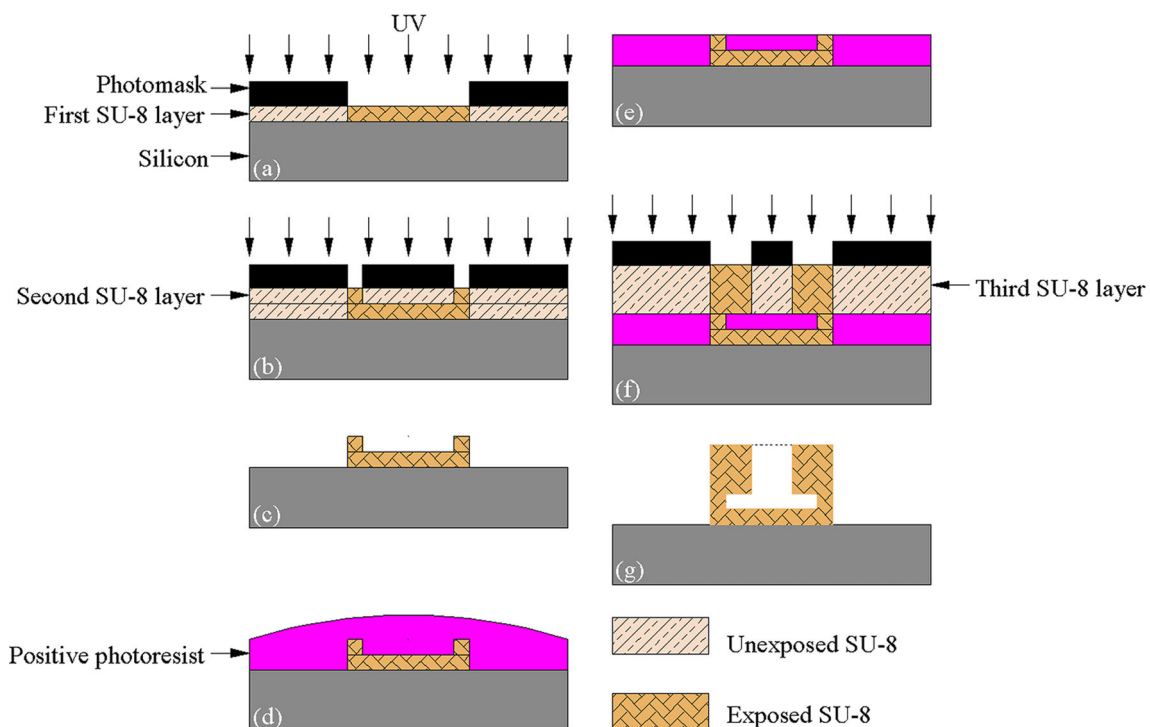 UV
Photomask
First SU-8 layer
Silicon
(a)
Second SU-8 layer
(b)
(c)
Positive photoresist
(d)
(e)
Third SU-8 layer
(f)
(g)
Unexposed SU-8
Exposed SU-8